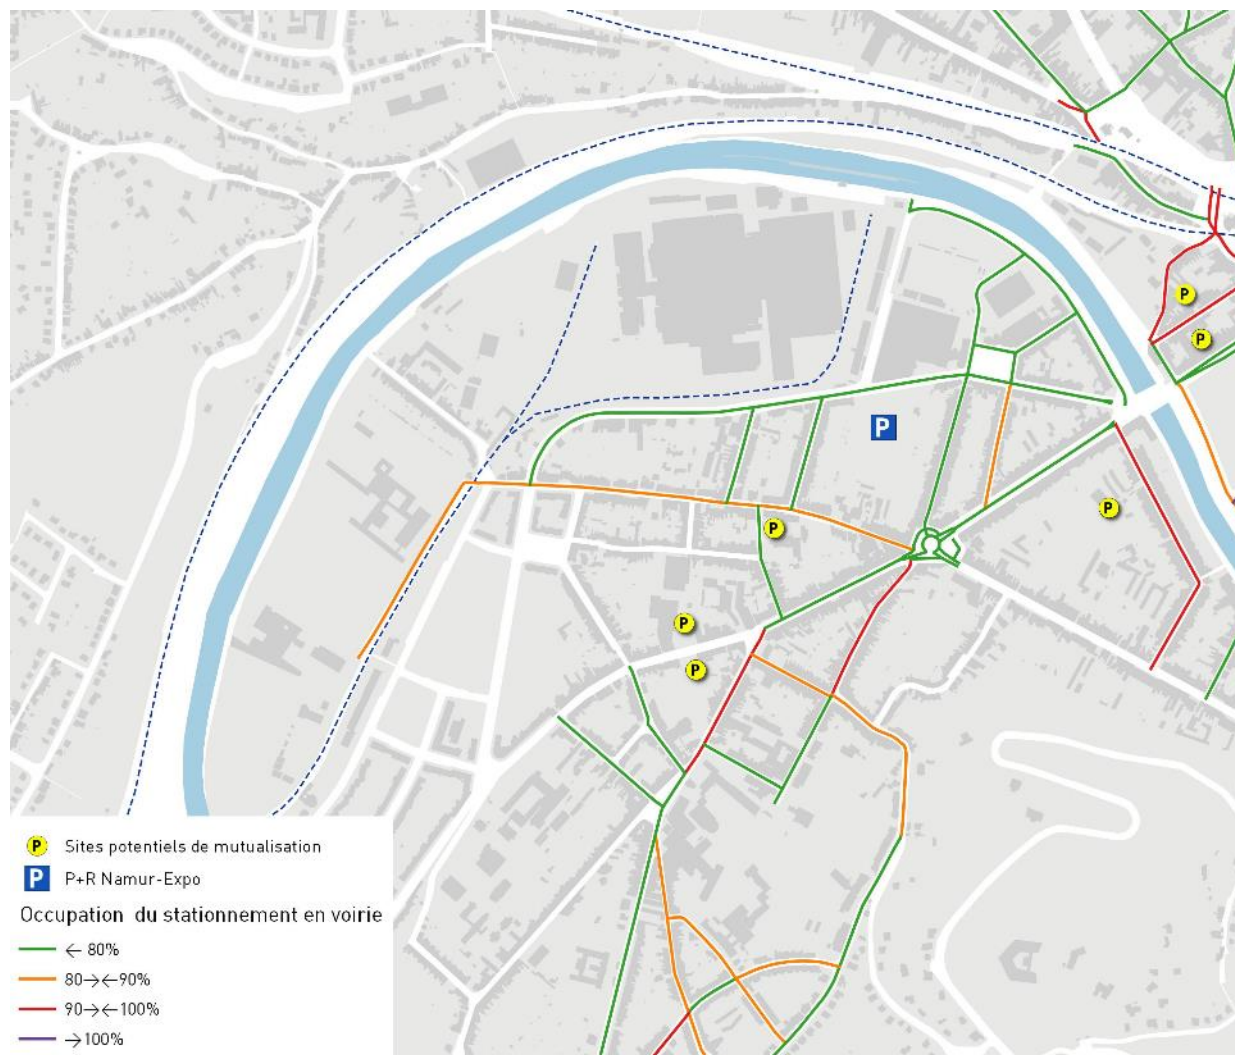 P
P
P
P
P
P
P
P Sites potentiels de mutualisation
P P+R Namur-Expo
Occupation du stationnement en voirie
← 80%
80→←90%
90→←100%
→100%